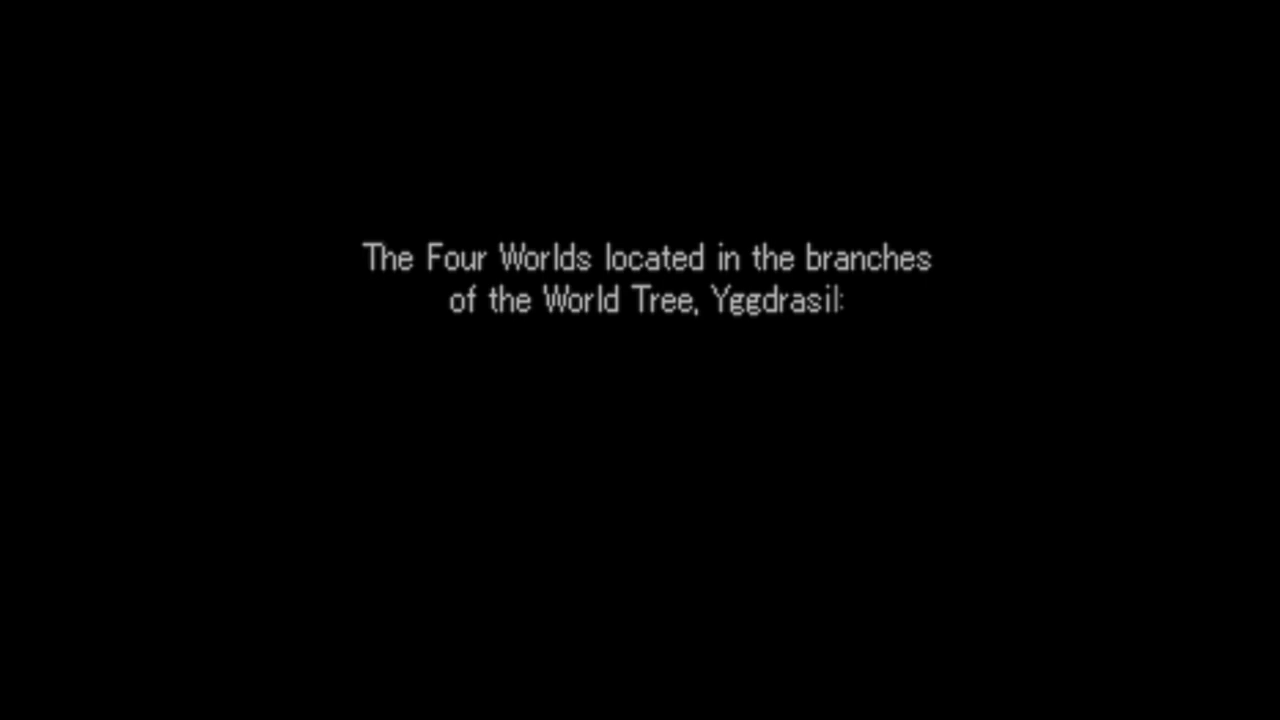 The Four Worlds located in the branches
of the World Tree, Yggdrasil: